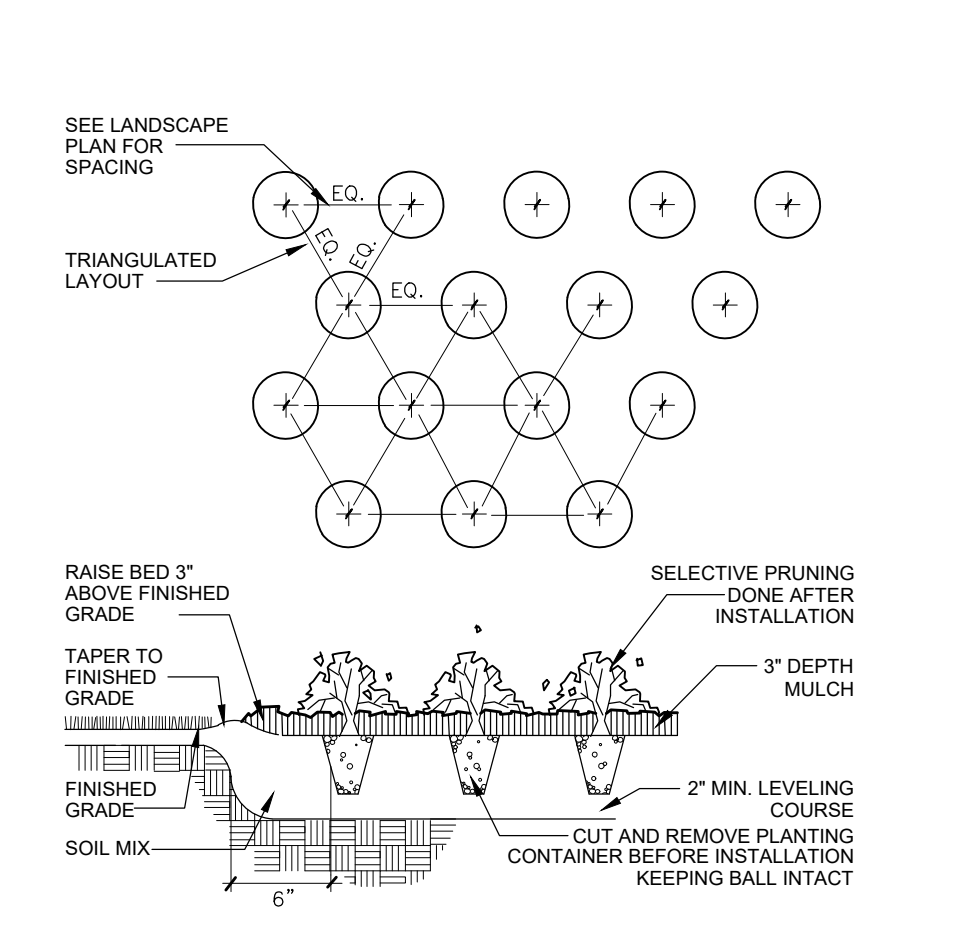 SEE LANDSCAPE
PLAN FOR
SPACING
EQ.
EQ.
EQ.
TRIANGULATED
LAYOUT
EQ.
RAISE BED 3"
ABOVE FINISHED
GRADE
SELECTIVE PRUNING
DONE AFTER
INSTALLATION
TAPER TO
FINISHED
GRADE
3" DEPTH
MULCH
FINISHED
GRADE
2" MIN. LEVELING
COURSE
SOIL MIX
CUT AND REMOVE PLANTING
CONTAINER BEFORE INSTALLATION
KEEPING BALL INTACT
6"